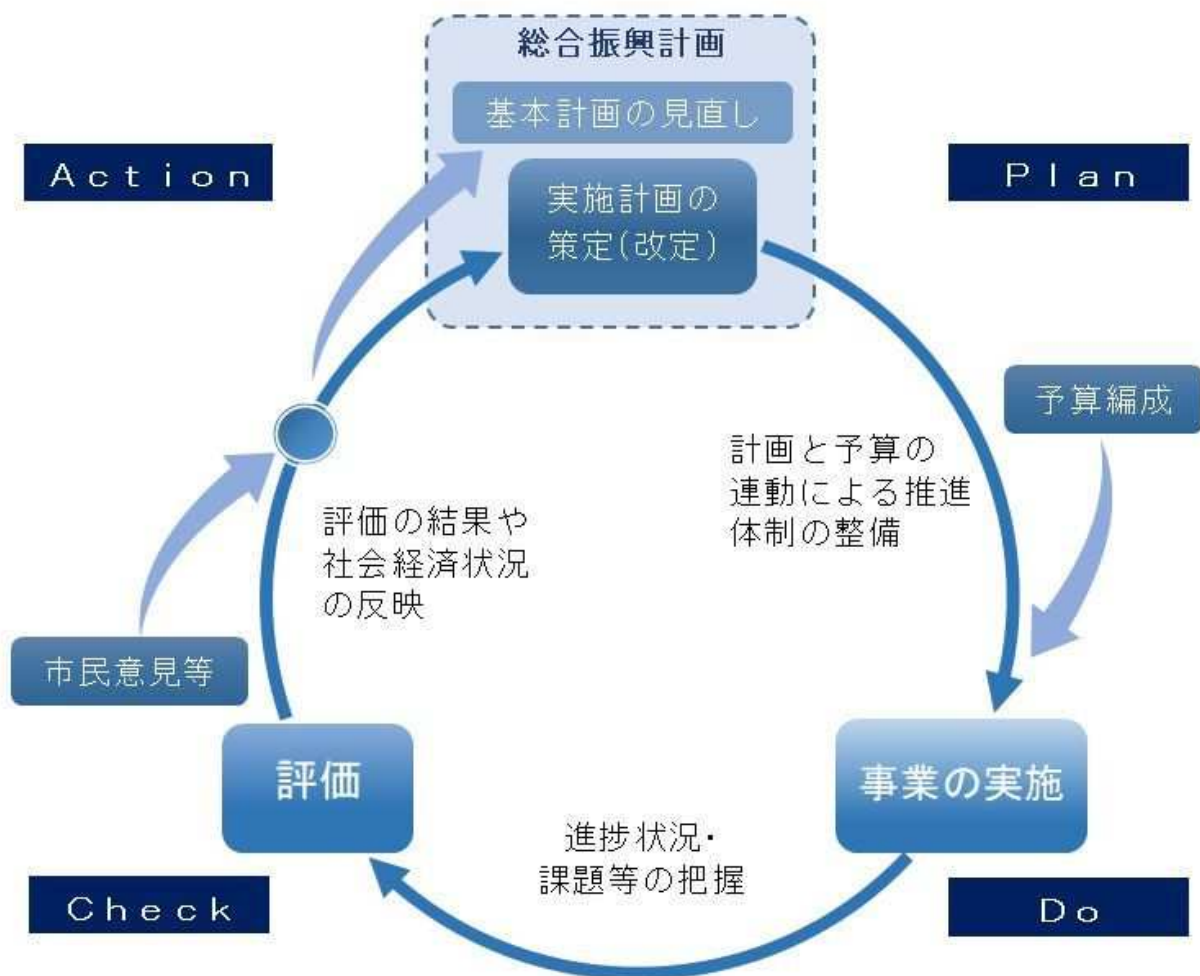 総合振興計画
基本計画の見直し
実施計画の
策定(改定)
Action
Plan
予算編成
計画と予算の
連動による推進
体制の整備
評価の結果や
社会経済状況
の反映
市民意見等
評価
事業の実施
進捗状況・
課題等の把握
Check
Do